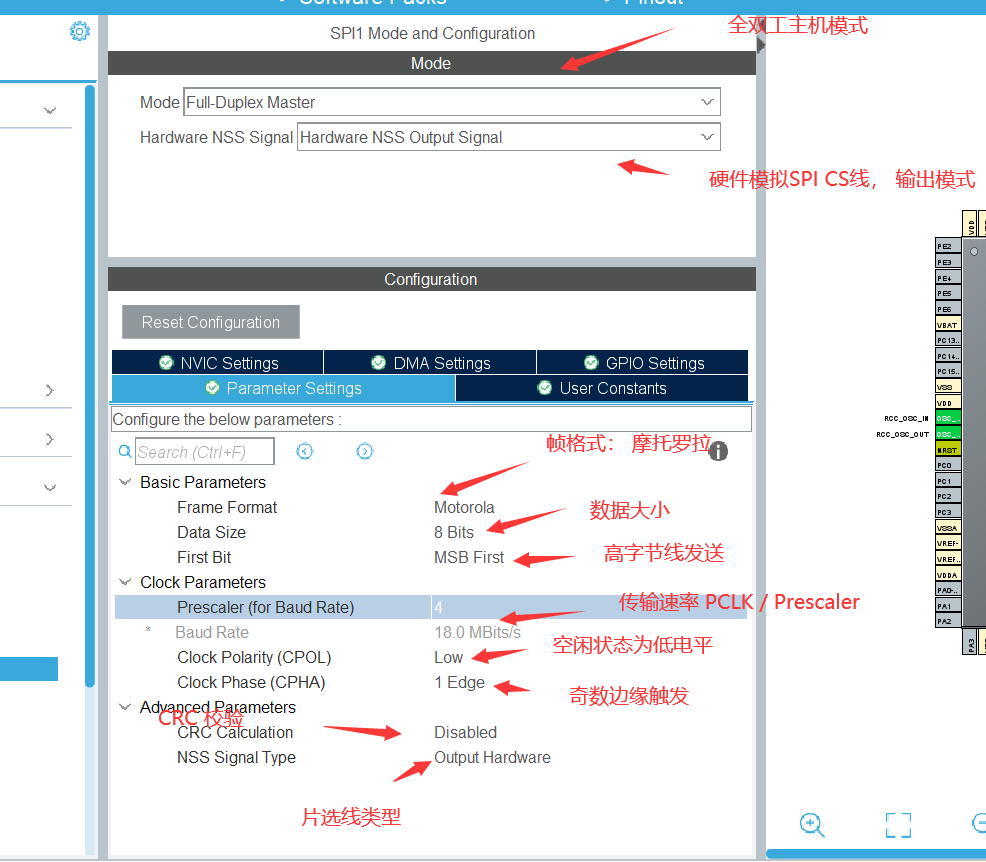 Software Packs
Pinout
SPI1 Mode and Configuration
全双工主机模式
Mode
Mode Full-Duplex Master
Hardware NSS Signal Hardware NSS Output Signal
硬件模拟SPI CS线， 输出模式
Configuration
Reset Configuration
NVIC Settings
DMA Settings
GPIO Settings
Parameter Settings
User Constants
Configure the below parameters :
Search (Ctrl+F)
帧格式： 摩托罗拉
Basic Parameters
Frame Format Motorola
数据大小
Data Size 8 Bits
First Bit MSB First
高字节线发送
Clock Parameters
Prescaler (for Baud Rate) 4
传输速率 PCLK / Prescaler
* Baud Rate 18.0 MBits/s
空闲状态为低电平
Clock Polarity (CPOL) Low
Clock Phase (CPHA) 1 Edge
奇数边缘触发
Advanced Parameters
CRC 校验
CRC Calculation Disabled
NSS Signal Type Output Hardware
片选线类型
VDD
PE2
PE3
PE4
PE5
PE6
VBAT
PC13..
PC14..
PC15..
VSS
VDD
RCC_OSC_IN OSC_..
RCC_OSC_OUT OSC_..
NRST
PC0
PC1
PC2
PC3
VSSA
VREF-
VREF..
VDDA
PA0-..
PA1
PA2
PA3